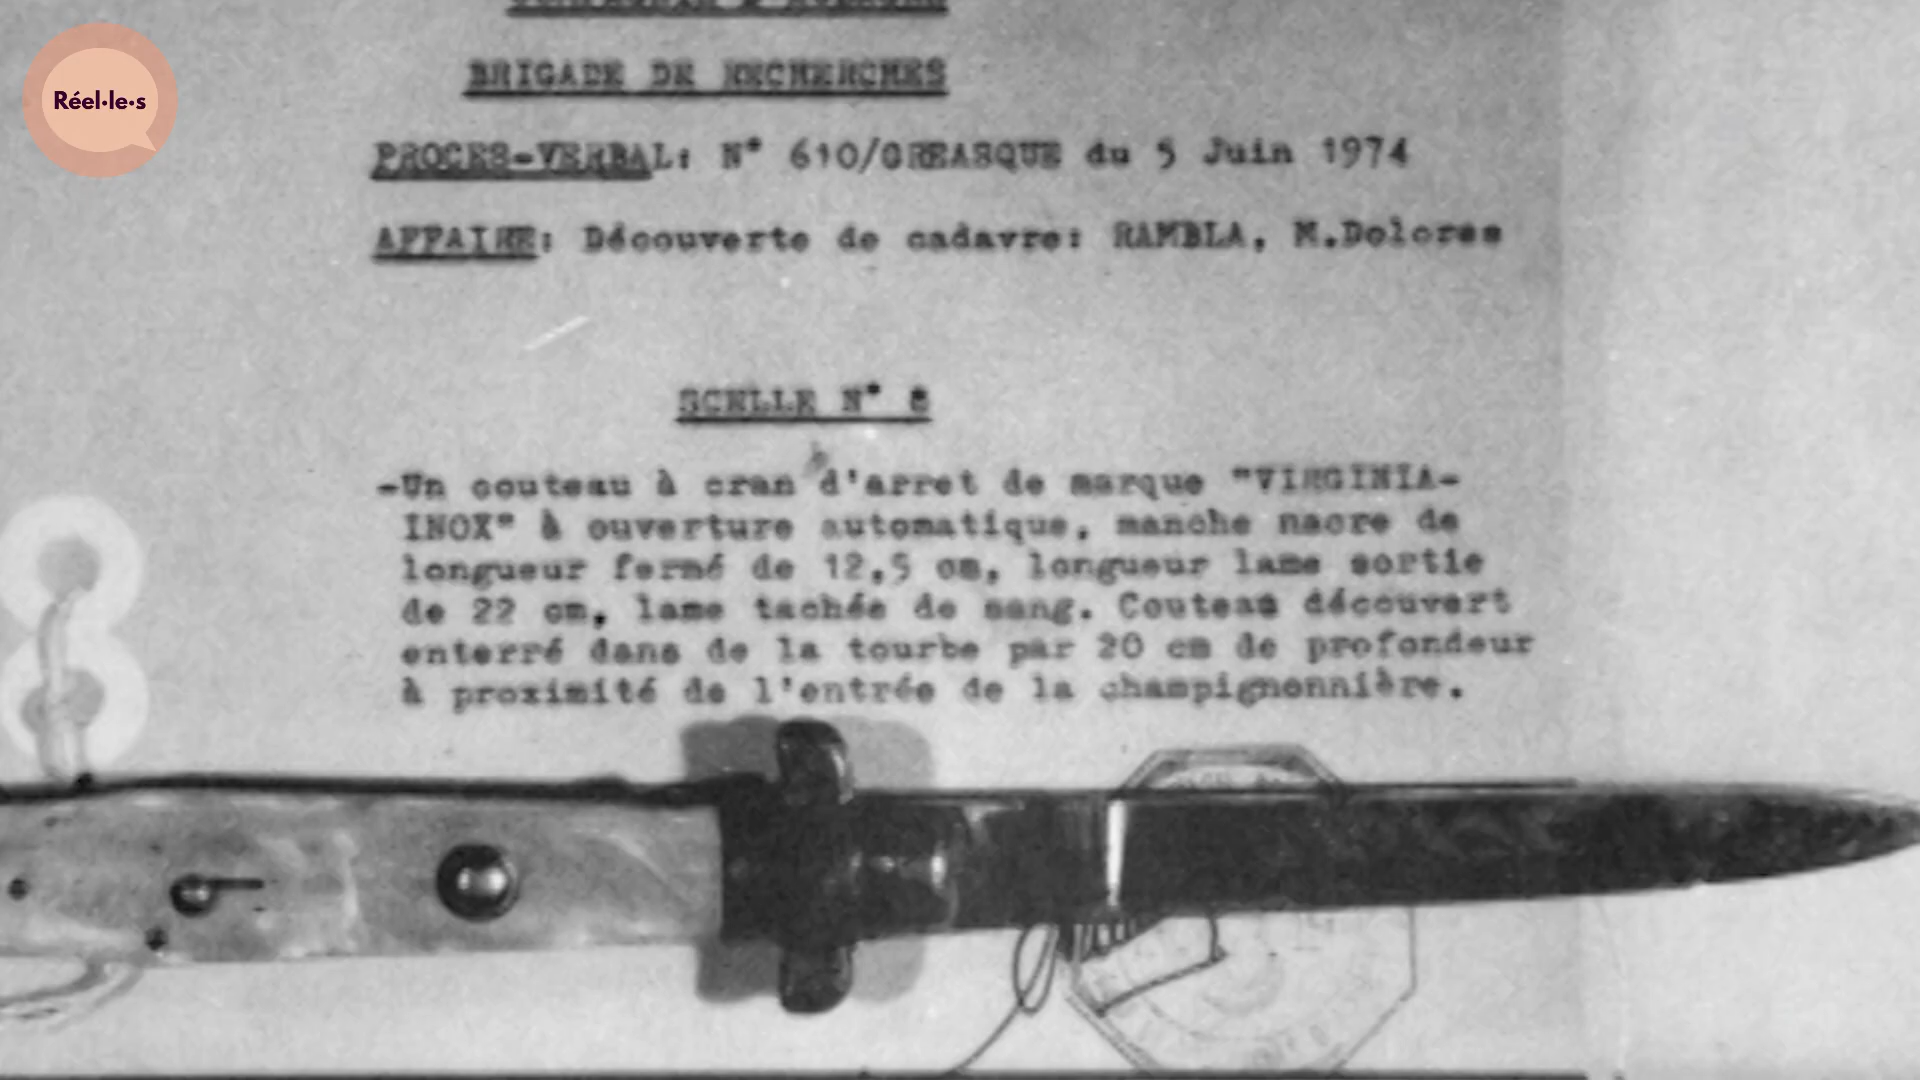 Réel·le·s
BRIGADE DE RECHERCHES
PROCES-VERBAL: N° 610/GREASQUE du 5 Juin 1974
AFFAIRE: Découverte de cadavre: RAMBLA, M.Dolores
SCELLE N° 8
-Un couteau à cran d'arret de marque "VIRGINIA-
INOX" à ouverture automatique, manche nacre de
longueur fermé de 12,5 cm, longueur lame sortie
de 22 cm, lame tachée de sang. Couteau découvert
enterré dans de la tourbe par 20 cm de profondeur
à proximité de l'entrée de la champignonnière.